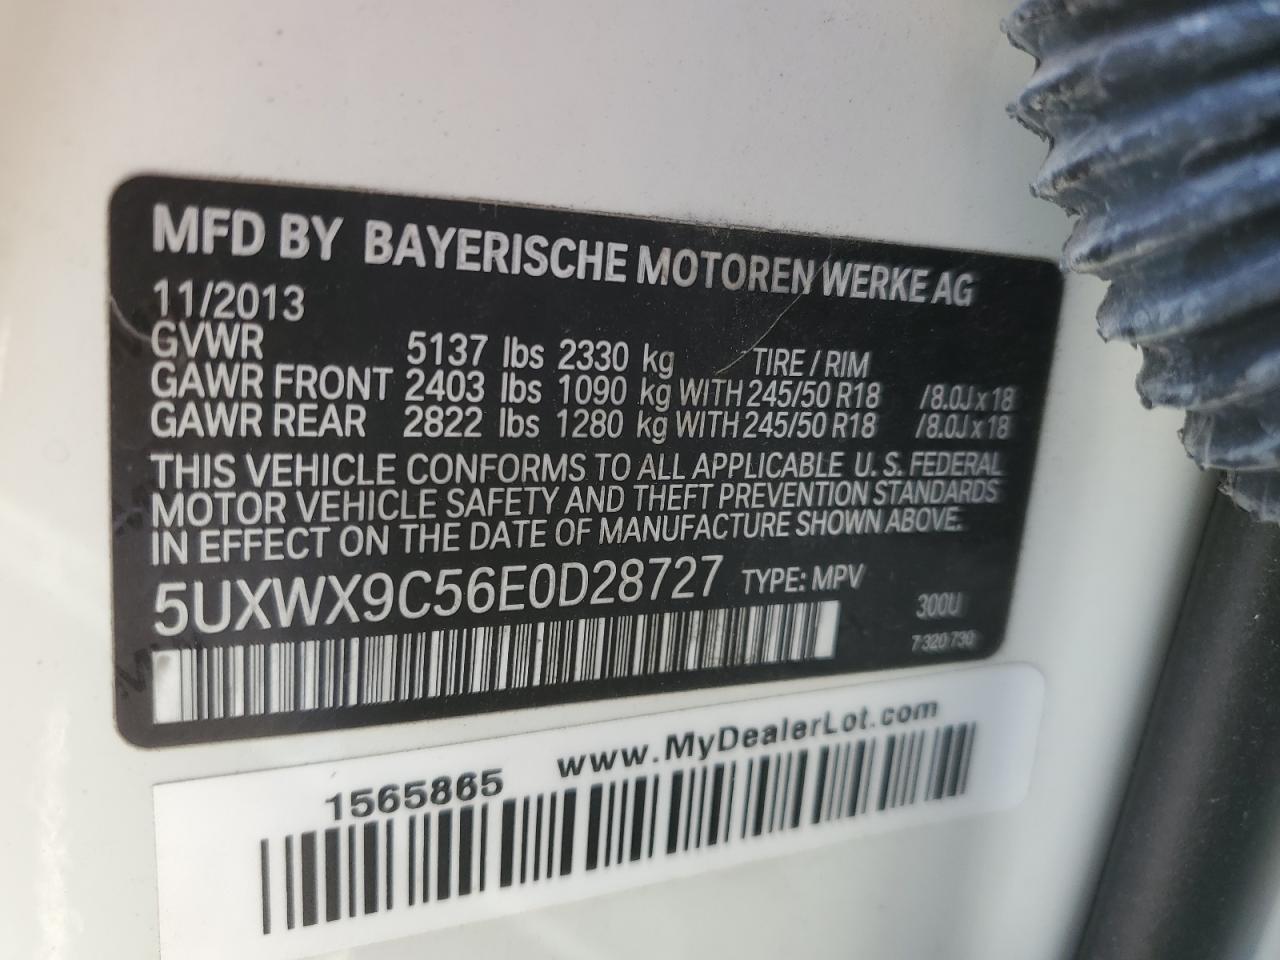 MFD BY BAYERISCHE MOTOREN WERKE AG
11/2013
GVWR 5137 lbs 2330 kg TIRE / RIM
GAWR FRONT 2403 lbs 1090 kg WITH 245/50 R18 /8.0J x 18
GAWR REAR 2822 lbs 1280 kg WITH 245/50 R18 /8.0J x 18
THIS VEHICLE CONFORMS TO ALL APPLICABLE U. S. FEDERAL
MOTOR VEHICLE SAFETY AND THEFT PREVENTION STANDARDS
IN EFFECT ON THE DATE OF MANUFACTURE SHOWN ABOVE.
5UXWX9C56E0D28727 TYPE: MPV
300U
7 320 730
1565865 www.MyDealerLot.com